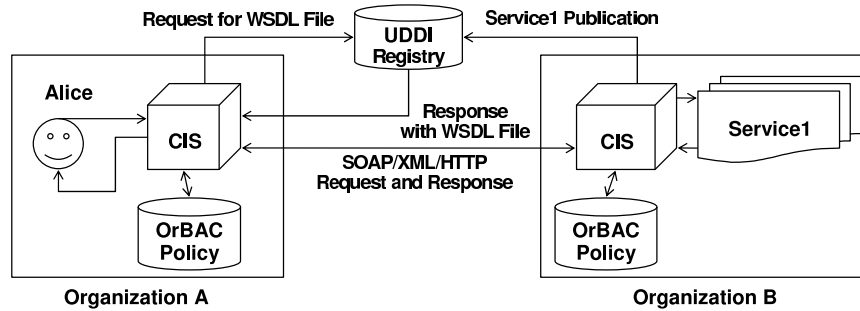 Request for WSDL File
UDDI
Registry
Service1 Publication
Alice
CIS
Response
with WSDL File
SOAP/XML/HTTP
Request and Response
OrBAC
Policy
Organization A
CIS
Service1
OrBAC
Policy
Organization B